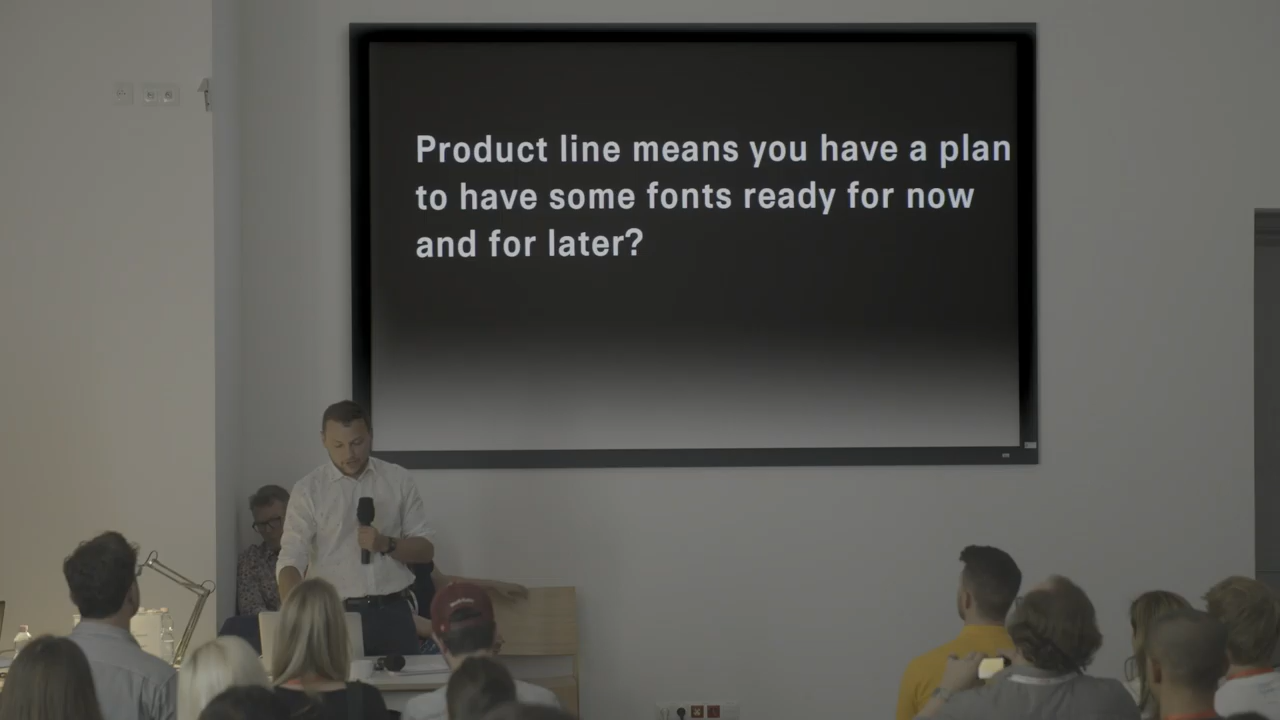 Product line means you have a plan
to have some fonts ready for now
and for later?